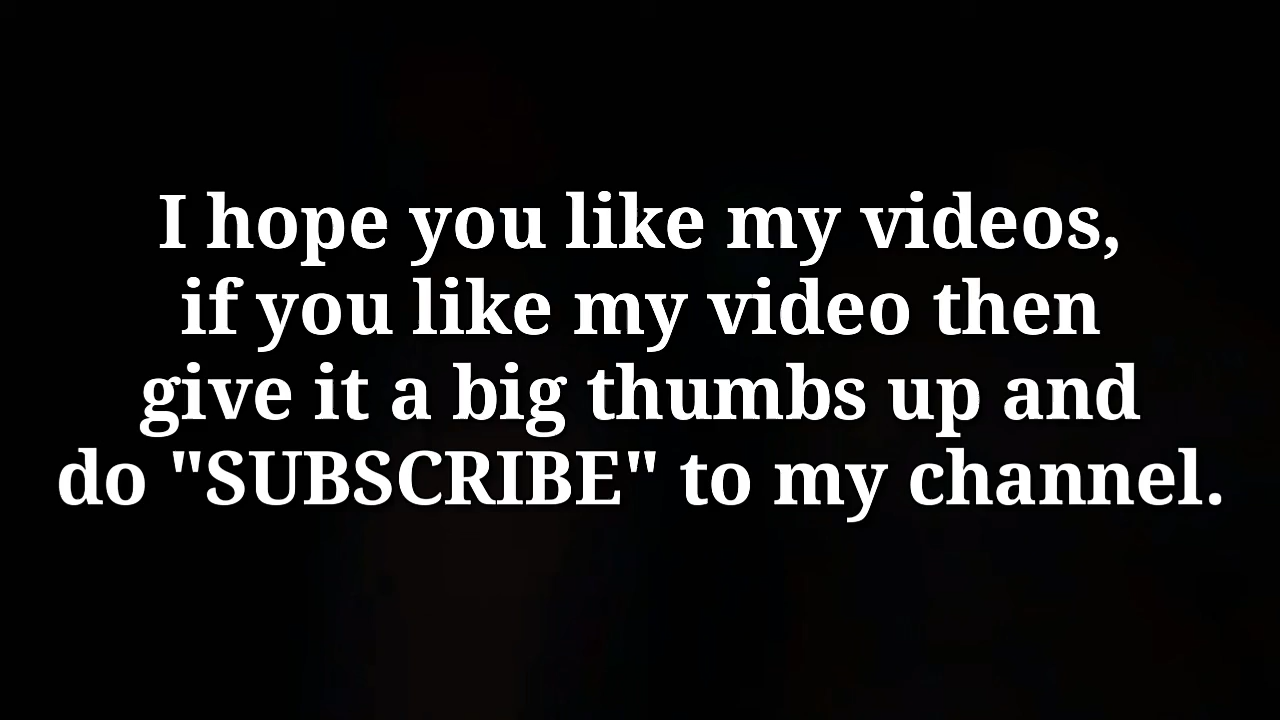 I hope you like my videos,
if you like my video then
give it a big thumbs up and
do "SUBSCRIBE" to my channel.